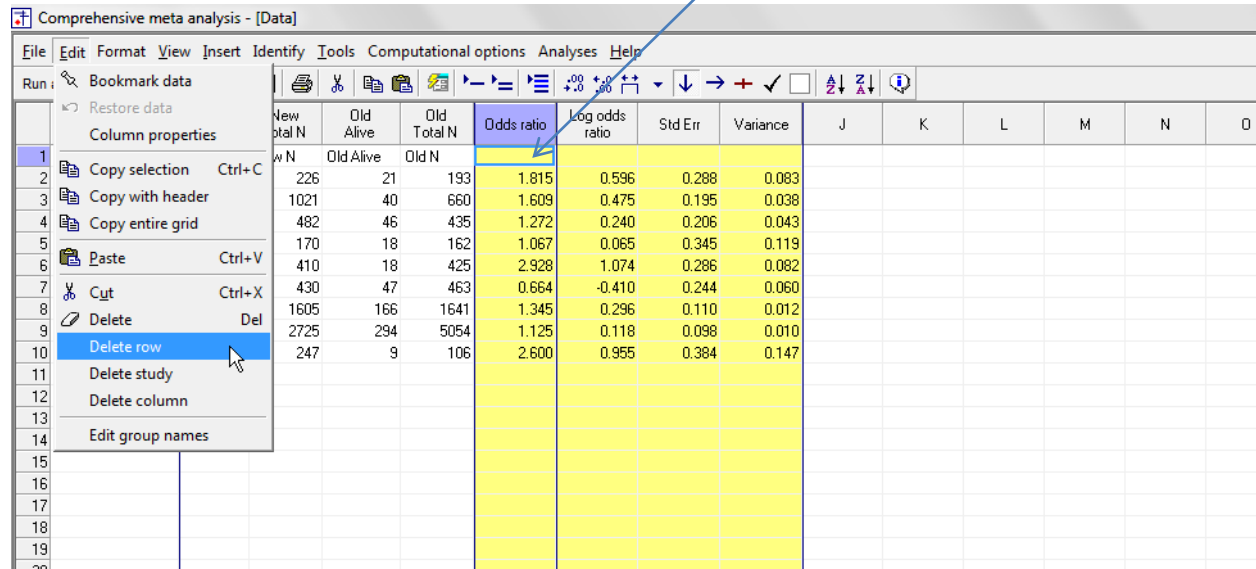 Comprehensive meta analysis - [Data]
File Edit Format View Insert Identify Tools Computational options Analyses Help
Run
Bookmark data
Restore data
Column properties
Copy selection Ctrl+C
Copy with header
Copy entire grid
Paste Ctrl+V
Cut Ctrl+X
Delete Del
Delete row
Delete study
Delete column
Edit group names
New Old Old Odds ratio Log odds Std Err Variance J K L M N O
Alive Total N ratio
1 N Old Alive Old N
2 226 21 193 1.815 0.596 0.288 0.083
3 1021 40 660 1.609 0.475 0.195 0.038
4 482 46 435 1.272 0.240 0.206 0.043
5 170 18 162 1.067 0.065 0.345 0.119
6 410 18 425 2.928 1.074 0.286 0.082
7 430 47 463 0.664 -0.410 0.244 0.060
8 1605 166 1641 1.345 0.296 0.110 0.012
9 2725 294 5054 1.125 0.118 0.098 0.010
10 247 9 106 2.600 0.955 0.384 0.147
11
12
13
14
15
16
17
18
19